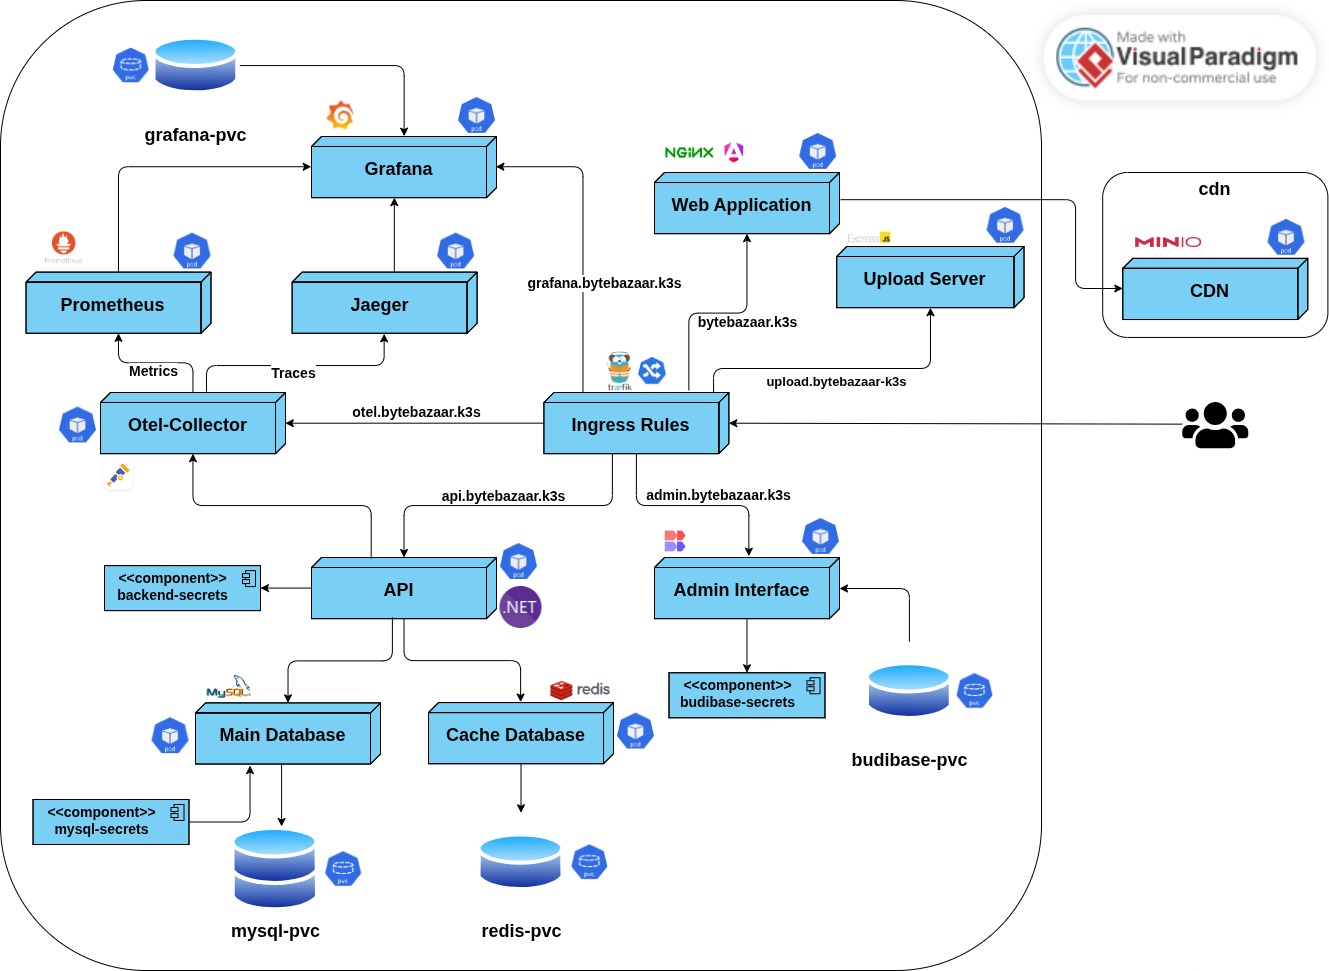 Made with
Visual Paradigm
For non-commercial use
pvc
grafana-pvc
pod
Grafana
NGINX
pod
Web Application
cdn
Prometheus
pod
pod
Express JS
pod
MINIO
pod
Prometheus
Jaeger
grafana.bytebazaar.k3s
Upload Server
CDN
bytebazaar.k3s
Metrics
Traces
træfik
upload.bytebazaar-k3s
pod
Otel-Collector
otel.bytebazaar.k3s
Ingress Rules
api.bytebazaar.k3s
admin.bytebazaar.k3s
pod
<<component>>
backend-secrets
API
pod
.NET
Admin Interface
MySQL
redis
<<component>>
budibase-secrets
pvc
pod
Main Database
Cache Database
pod
budibase-pvc
<<component>>
mysql-secrets
pvc
pvc
mysql-pvc
redis-pvc